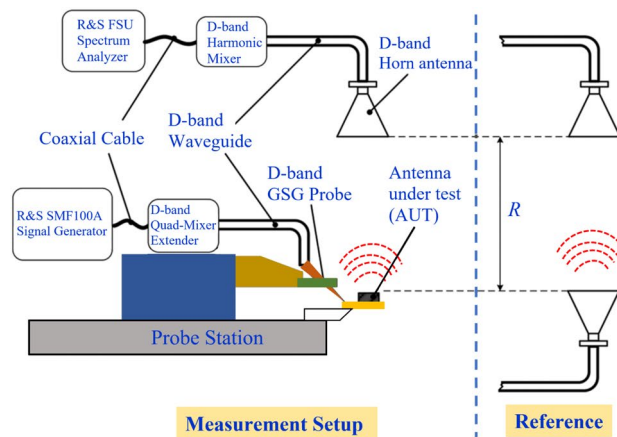 R&S FSU
Spectrum
Analyzer
D-band
Harmonic
Mixer
D-band
Horn antenna
Coaxial Cable
D-band
Waveguide
D-band
GSG Probe
Antenna
under test
(AUT)
R
R&S SMF100A
Signal Generator
D-band
Quad-Mixer
Extender
Probe Station
Measurement Setup
Reference